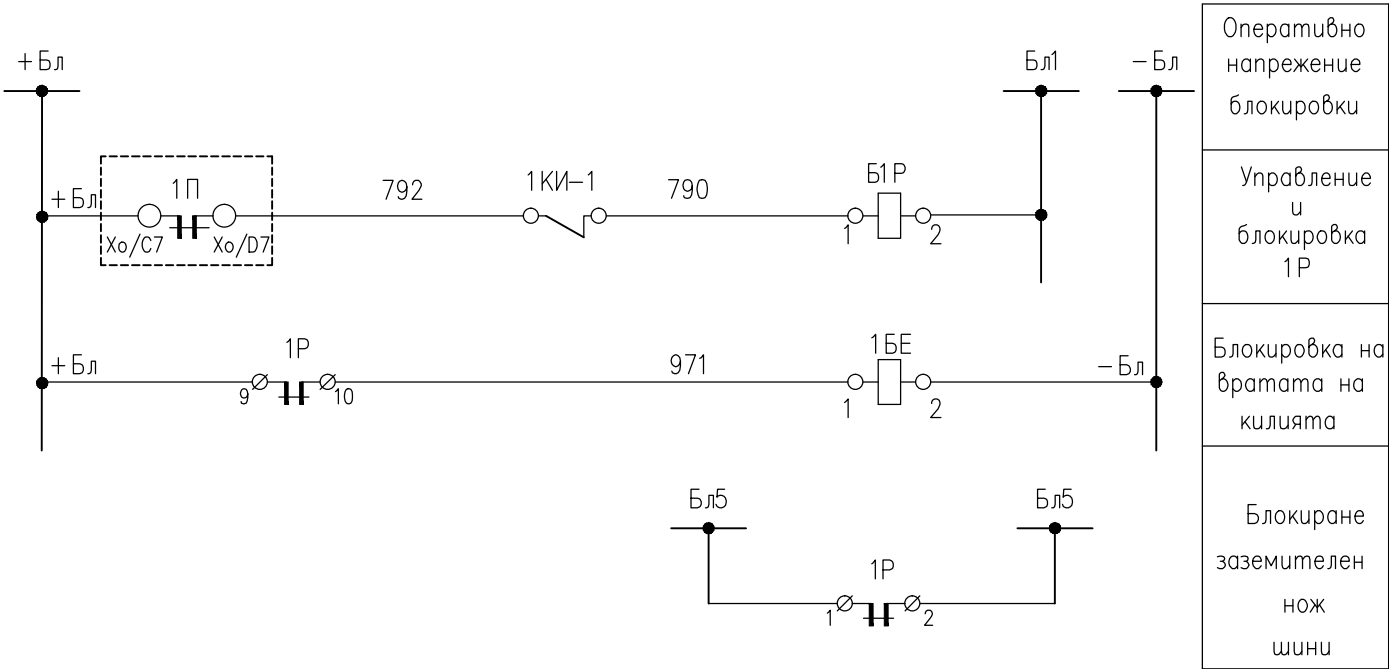 +Бл
Бл1
−Бл
Оперативно
напрежение
блокировки
+Бл
1П
792
1КИ−1
790
Б1Р
Xo/C7
Xo/D7
1
2
Управление
и
блокировка
1Р
+Бл
1Р
9
10
971
1БЕ
1
2
−Бл
Блокировка на
вратата на
килията
Бл5
Бл5
1Р
1
2
Блокиране
заземителен
нож
шини